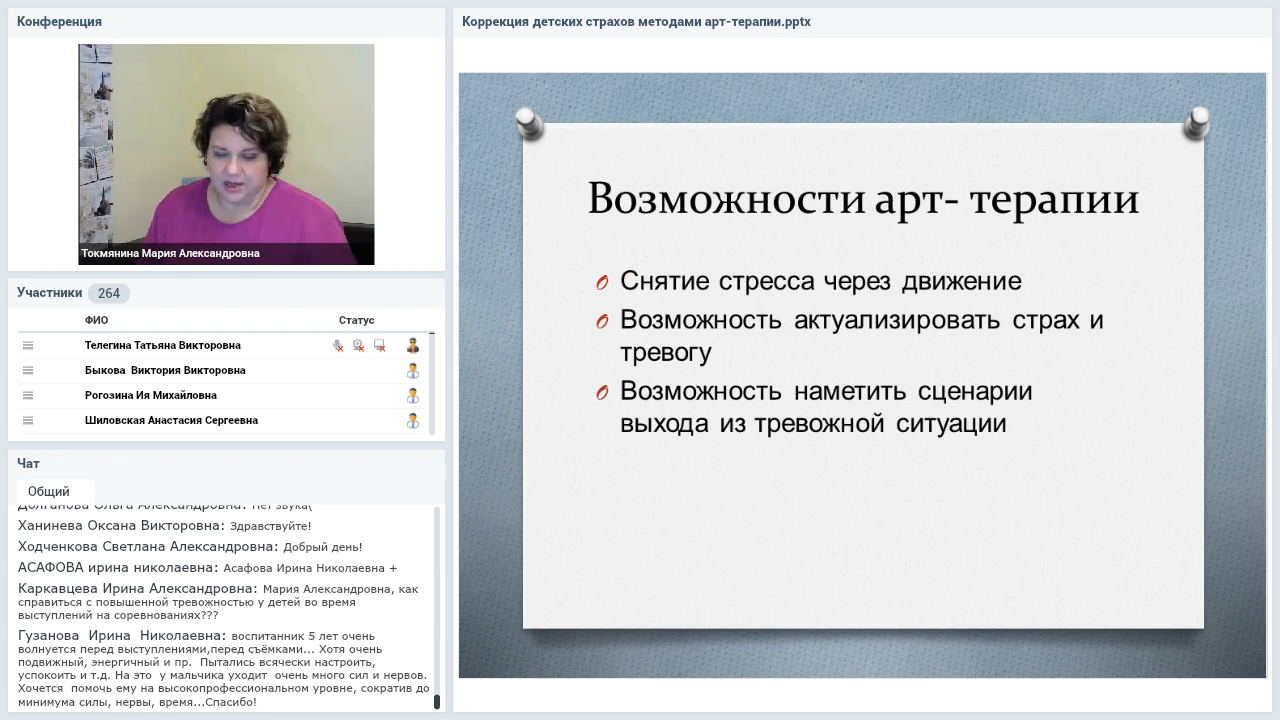 Конференция
Токмянина Мария Александровна
Участники 264
ФИО Статус
Телегина Татьяна Викторовна
Быкова Виктория Викторовна
Рогозина Ия Михайловна
Шиловская Анастасия Сергеевна
Чат
Общий
Долганова Ольга Александровна: Нет звука(
Ханинева Оксана Викторовна: Здравствуйте!
Ходченкова Светлана Александровна: Добрый день!
АСАФОВА ирина николаевна: Асафова Ирина Николаевна +
Каркавцева Ирина Александровна: Мария Александровна, как
справиться с повышенной тревожностью у детей во время
выступлений на соревнованиях???
Гузанова Ирина Николаевна: воспитанник 5 лет очень
волнуется перед выступлениями,перед съёмками... Хотя очень
подвижный, энергичный и пр. Пытались всячески настроить,
успокоить и т.д. На это у мальчика уходит очень много сил и нервов.
Хочется помочь ему на высокопрофессиональном уровне, сократив до
минимума силы, нервы, время...Спасибо!
Коррекция детских страхов методами арт-терапии.pptx
Возможности арт- терапии
Снятие стресса через движение
Возможность актуализировать страх и
тревогу
Возможность наметить сценарии
выхода из тревожной ситуации